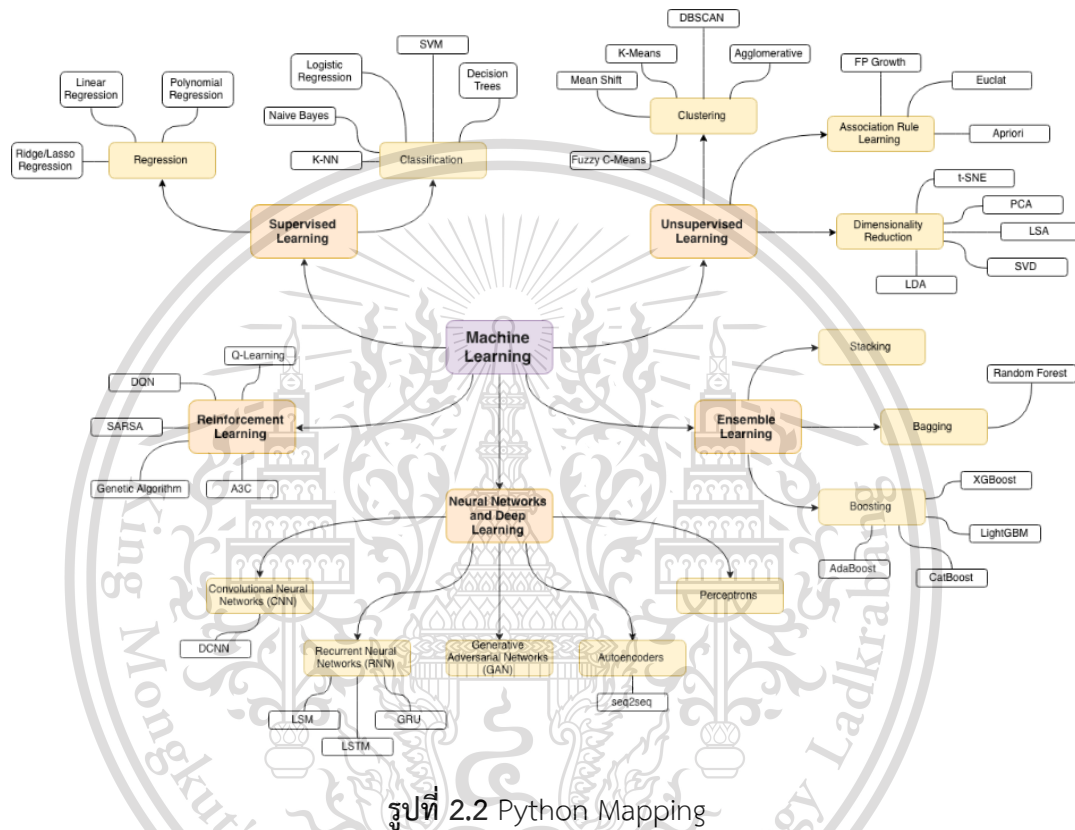 DBSCAN
SVM
K-Means
Agglomerative
FP Growth
Logistic
Regression
Linear
Regression
Polynomial
Regression
Decision
Trees
Mean Shift
Euclat
Naive Bayes
Clustering
Association Rule
Learning
Apriori
Ridge/Lasso
Regression
Regression
K-NN
Classification
Fuzzy C-Means
t-SNE
PCA
Supervised
Learning
Unsupervised
Learning
Dimensionality
Reduction
LSA
SVD
LDA
Machine
Learning
Stacking
Q-Learning
Random Forest
DQN
SARSA
Reinforcement
Learning
Ensemble
Learning
Bagging
Genetic Algorithm
A3C
XGBoost
Neural Networks
and Deep
Learning
Boosting
LightGBM
AdaBoost
CatBoost
Convolutional Neural
Networks (CNN)
Perceptrons
DCNN
Recurrent Neural
Networks (RNN)
Generative
Adversarial Networks
(GAN)
Autoencoders
seq2seq
LSM
GRU
LSTM
รูปที่ 2.2 Python Mapping